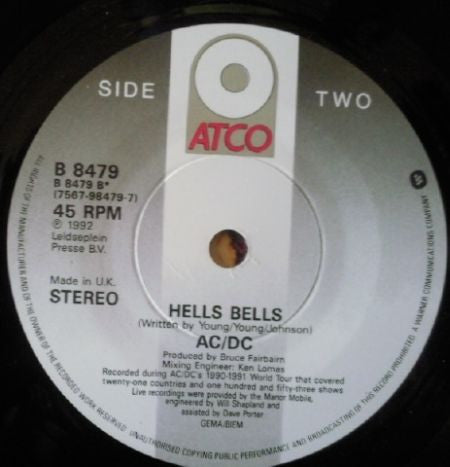 SIDE TWO
ATCO
B 8479
B 8479 B*
(7567-98479-7)
45 RPM
℗ 1992
Leidseplein
Presse B.V.
Made in U.K.
STEREO
HELLS BELLS
(Written by Young/Young/Johnson)
AC/DC
Produced by Bruce Fairbairn
Mixing Engineer: Ken Lomas
Recorded during AC/DC's 1990-1991 World Tour that covered
twenty-one countries and one hundred and fifty-three shows
Live recordings were provided by the Manor Mobile,
engineered by Will Shapland and
assisted by Dave Porter
GEMA/BIEM
ALL RIGHTS OF THE MANUFACTURER AND OF THE OWNER OF THE RECORDED WORK RESERVED · UNAUTHORISED COPYING PUBLIC PERFORMANCE AND BROADCASTING OF THIS RECORD PROHIBITED · A WARNER COMMUNICATIONS COMPANY